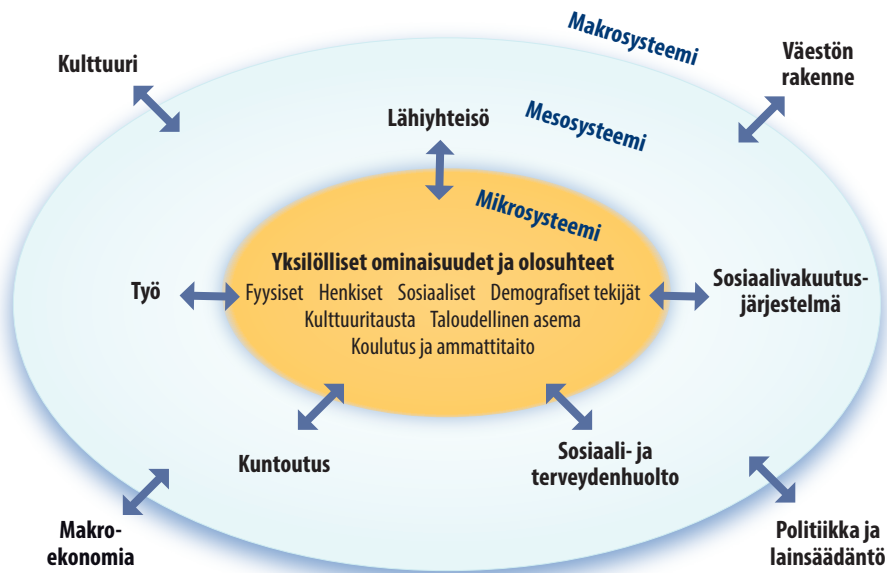 Makrosysteemi
Kulttuuri
Väestön
rakenne
Lähiyhteisö
Mesosysteemi
Mikrosysteemi
Yksilölliset ominaisuudet ja olosuhteet
Fyysiset Henkiset Sosiaaliset Demografiset tekijät
Kulttuuritausta Taloudellinen asema
Koulutus ja ammattitaito
Työ
Sosiaalivakuutus-
järjestelmä
Kuntoutus
Sosiaali- ja
terveydenhuolto
Makro-
ekonomia
Politiikka ja
lainsäädäntö